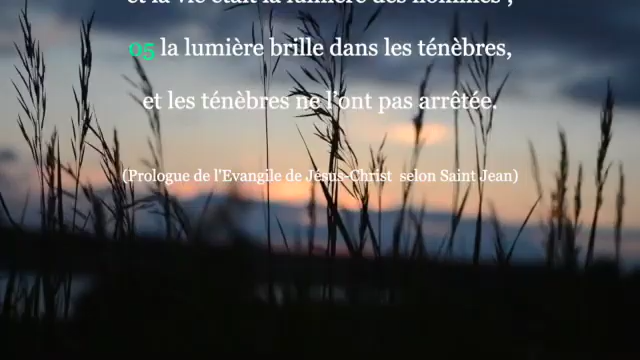 et la vie était la lumière des hommes ;
05 la lumière brille dans les ténèbres,
et les ténèbres ne l'ont pas arrêtée.
(Prologue de l'Evangile de Jésus-Christ selon Saint Jean)